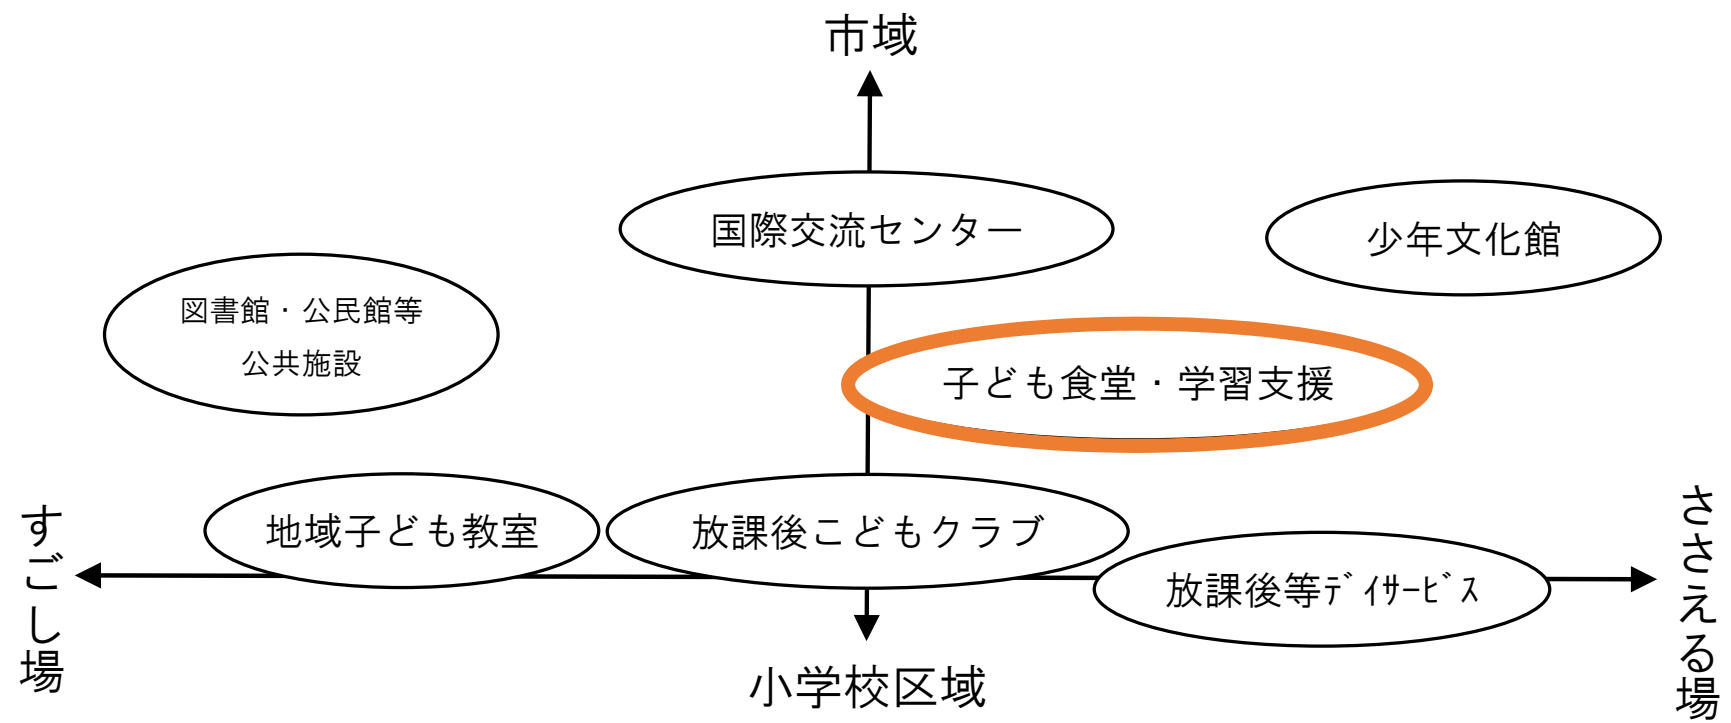 市域
国際交流センター
少年文化館
図書館・公民館等
公共施設
子ども食堂・学習支援
地域子ども教室
放課後こどもクラブ
放課後等ﾃﾞｲｻｰﾋﾞｽ
すごし場
ささえる場
小学校区域